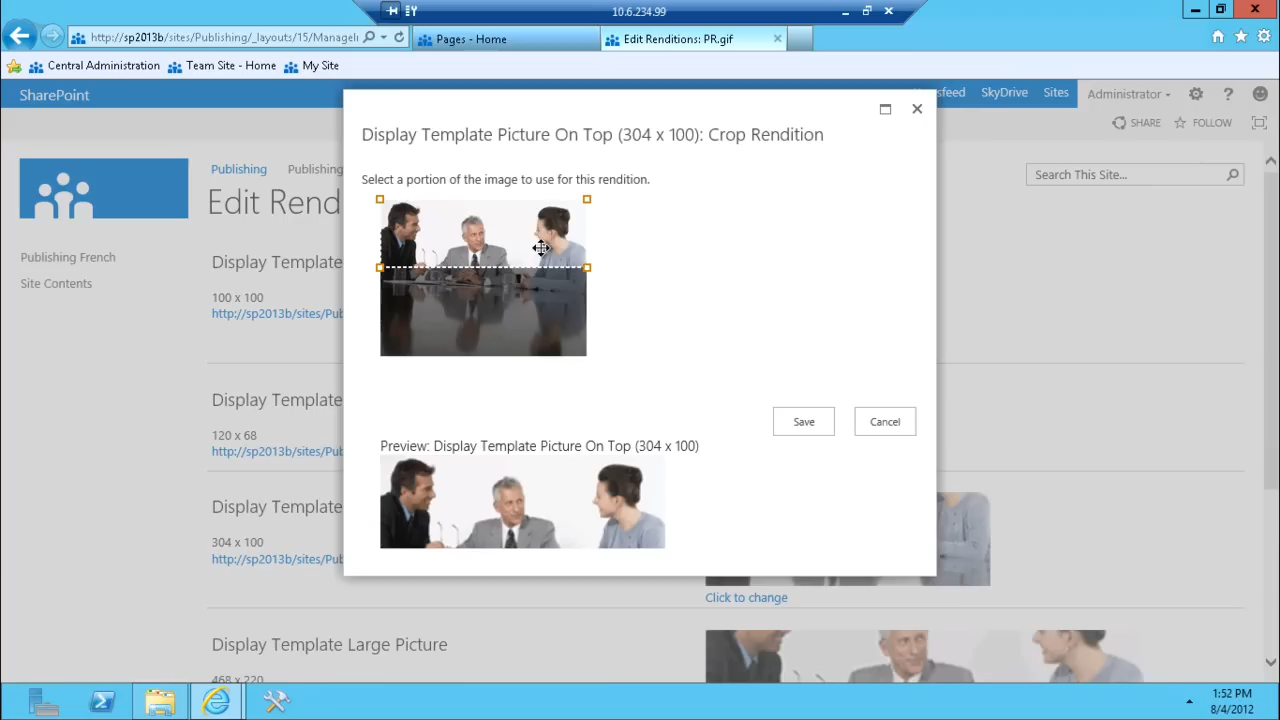 10.6.234.99
http://sp2013b/sites/Publishing/_layouts/15/Manageli
Pages - Home
Edit Renditions: PR.gif
Central Administration
Team Site - Home
My Site
SharePoint
sfeed
SkyDrive
Sites
Administrator
SHARE
FOLLOW
Publishing
Publishing
Edit Rend
Search This Site...
Publishing French
Site Contents
Display Template
100 x 100
http://sp2013b/sites/Pub
Display Template
120 x 68
http://sp2013b/sites/Pub
Display Template
304 x 100
http://sp2013b/sites/Pub
Click to change
Display Template Large Picture
468 x 220
Display Template Picture On Top (304 x 100): Crop Rendition
Select a portion of the image to use for this rendition.
Save
Cancel
Preview: Display Template Picture On Top (304 x 100)
1:52 PM
8/4/2012